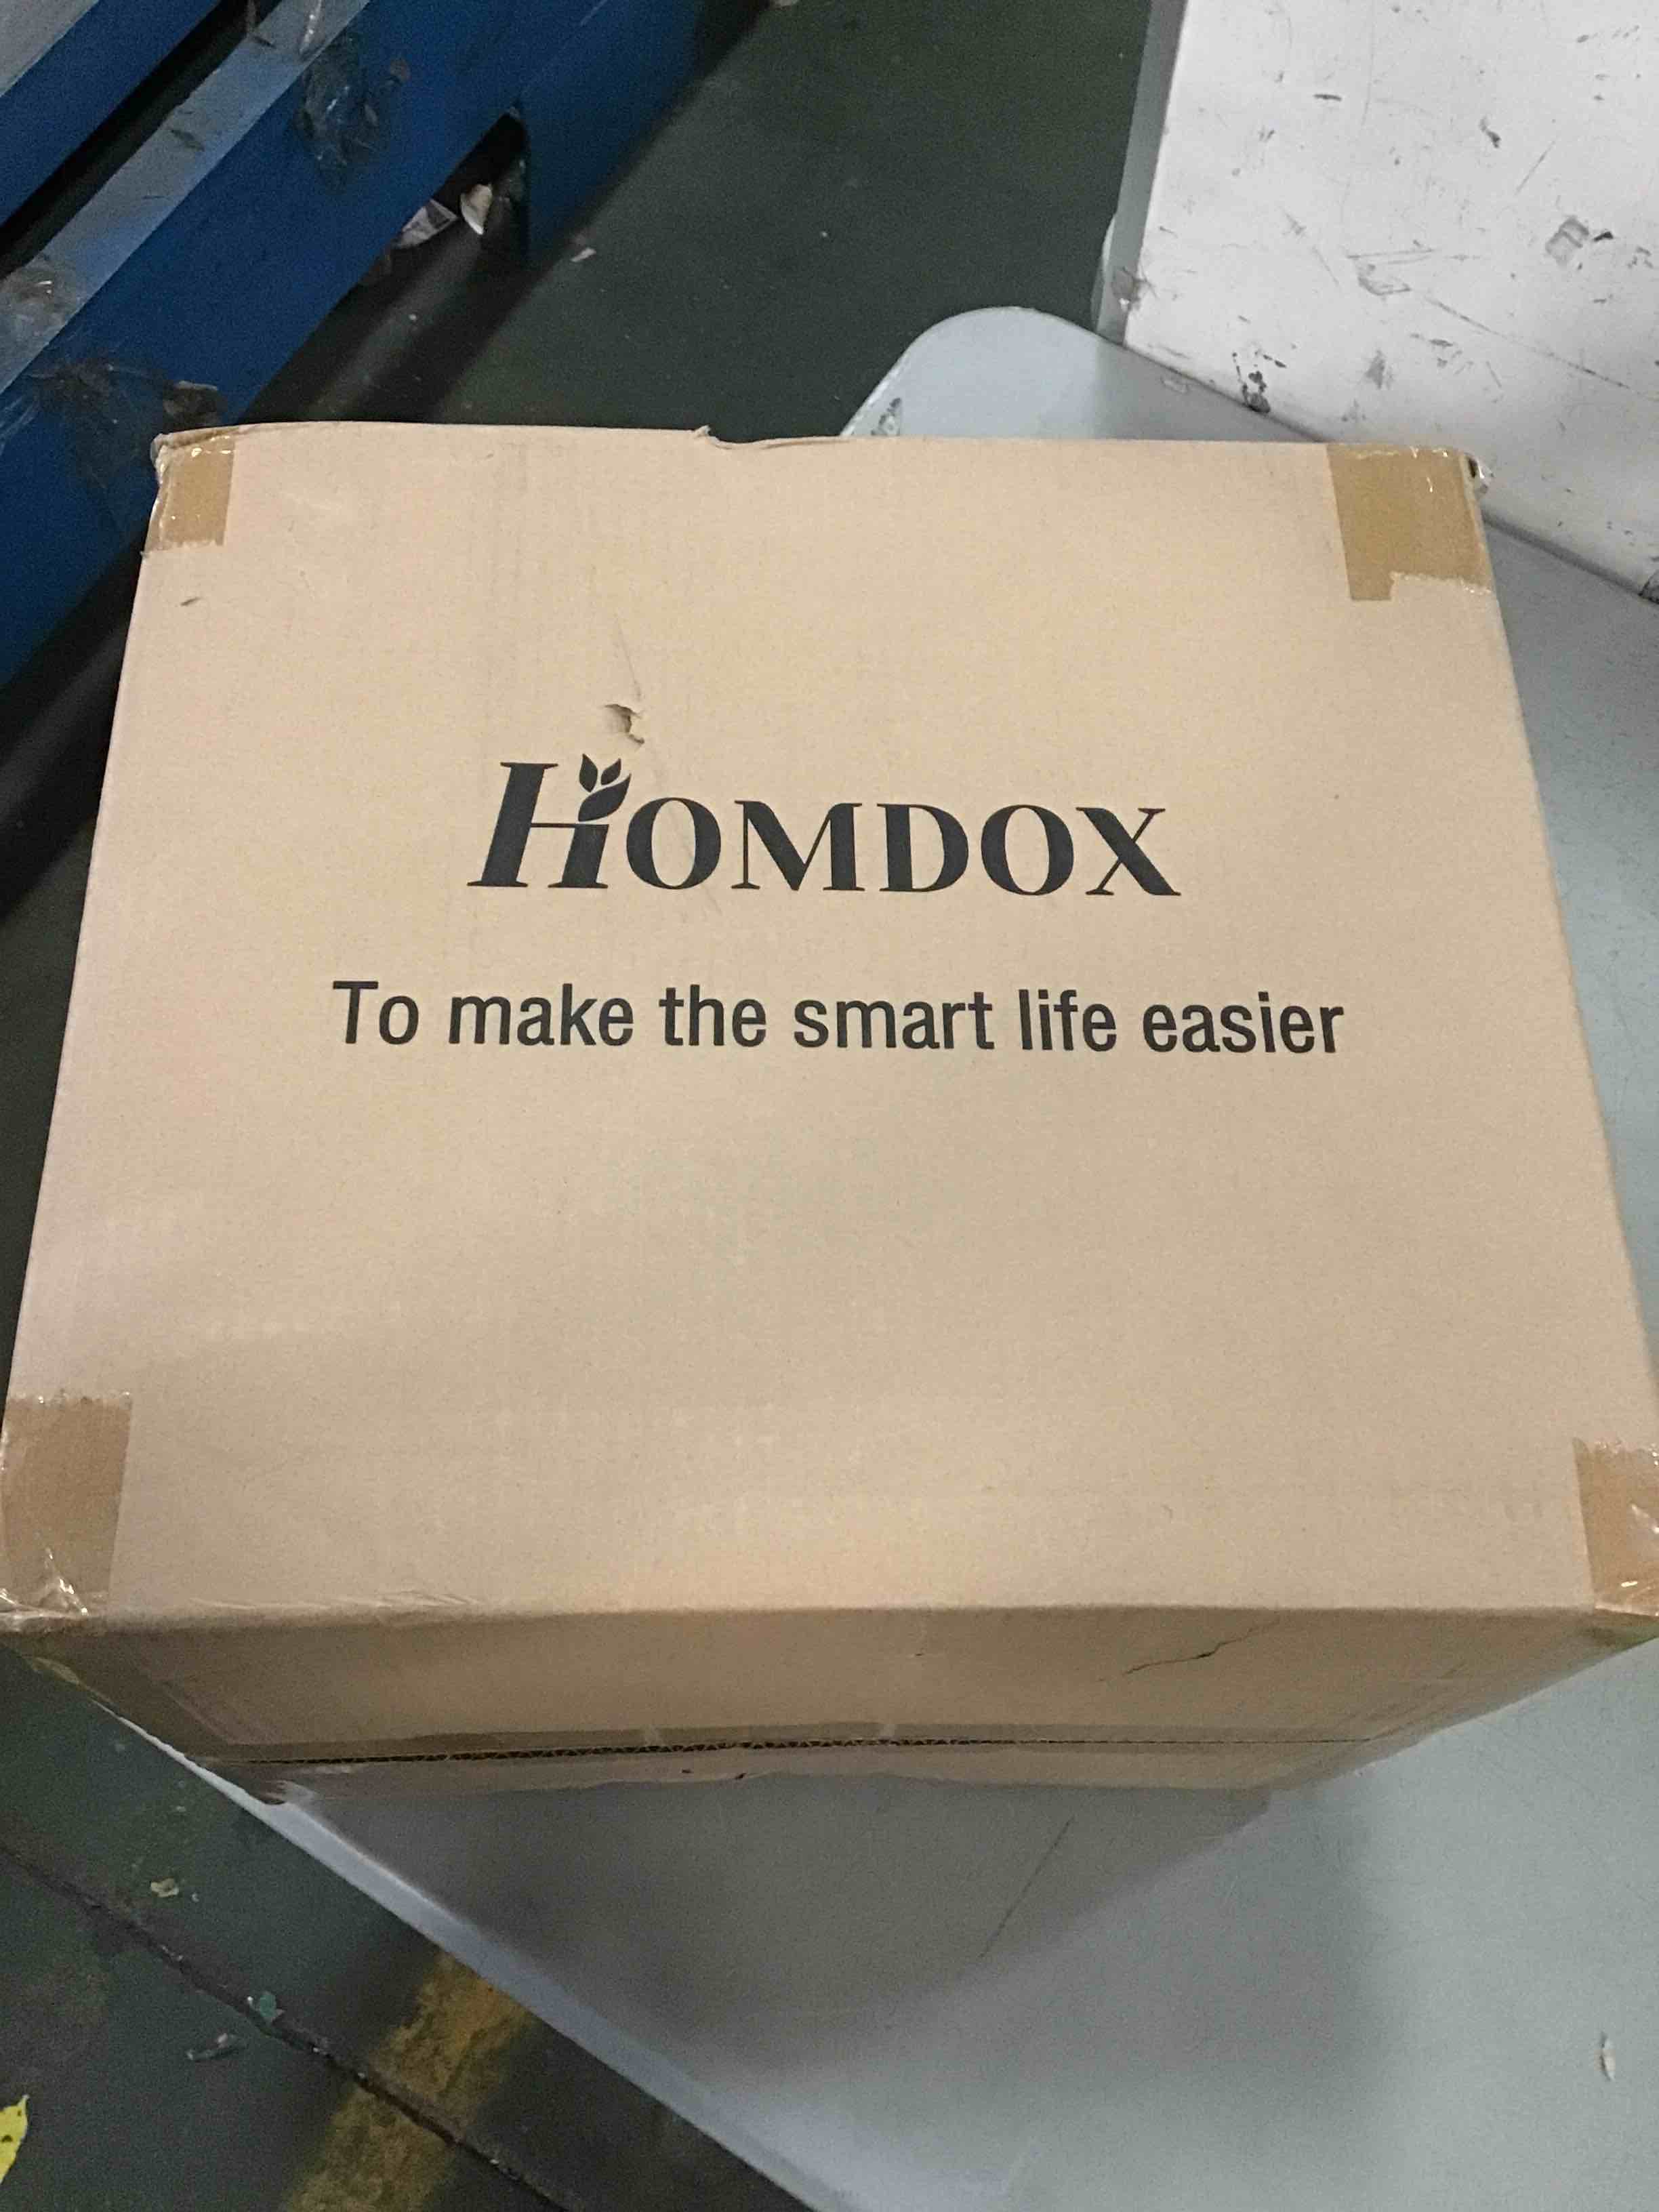 HOMDOX
To make the smart life easier